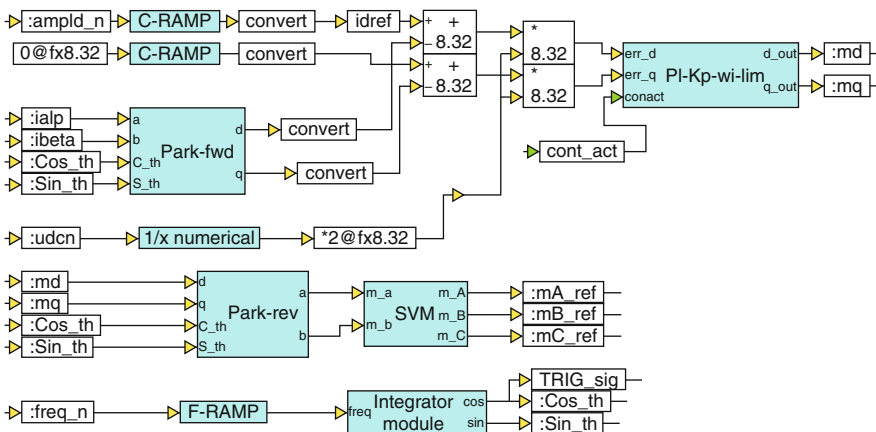 :ampld_n C-RAMP convert idref + + *
− 8.32 8.32
0@fx8.32 C-RAMP convert + + *
− 8.32 8.32
err_d d_out :md
err_q PI-Kp-wi-lim q_out :mq
conact
cont_act
:ialp a
:ibeta b d convert
:Cos_th C_th Park-fwd q convert
:Sin_th S_th
:udcn 1/x numerical *2@fx8.32
:md d
:mq q Park-rev a m_a m_A :mA_ref
:Cos_th C_th b m_b SVM m_B :mB_ref
:Sin_th S_th m_C :mC_ref
TRIG_sig
:freq_n F-RAMP freq Integrator cos :Cos_th
module sin :Sin_th